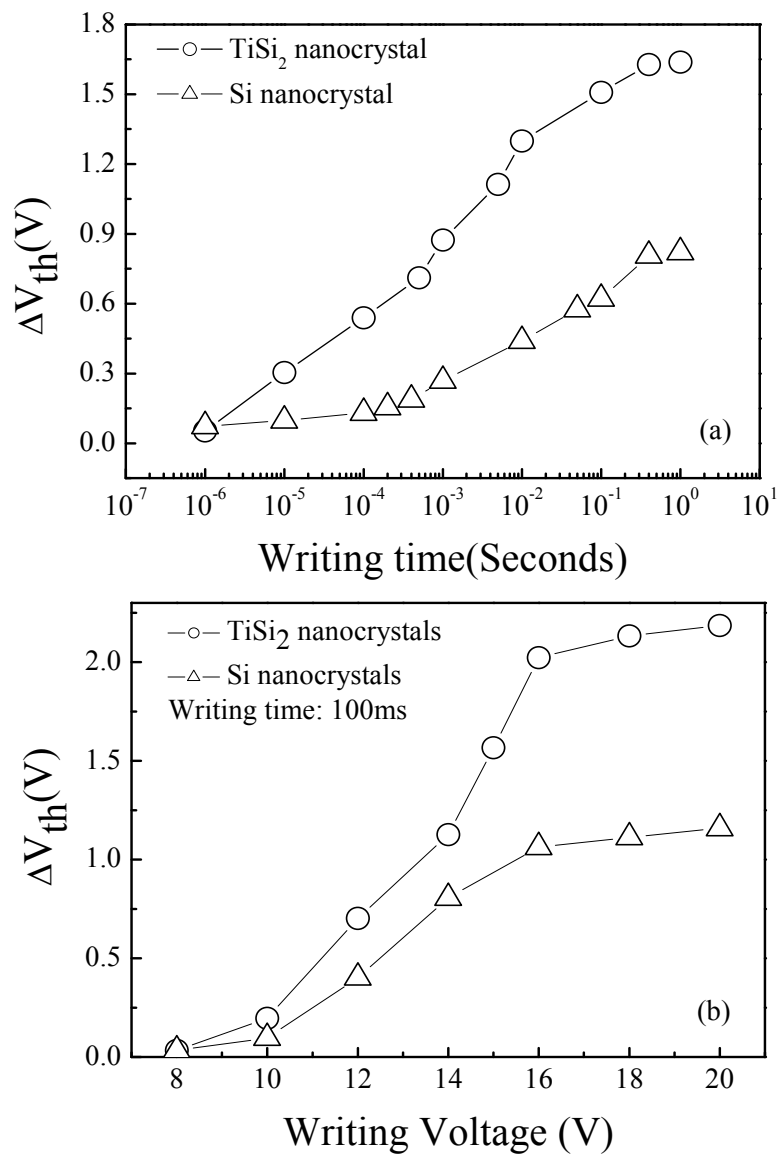 1.8
TiSi₂ nanocrystal
1.5
Si nanocrystal
1.2
0.9
0.6
0.3
0.0
ΔV_th(V)
(a)
10⁻⁷ 10⁻⁶ 10⁻⁵ 10⁻⁴ 10⁻³ 10⁻² 10⁻¹ 10⁰ 10¹
Writing time(Seconds)
TiSi₂ nanocrystals
2.0
Si nanocrystals
Writing time: 100ms
1.5
1.0
0.5
0.0
ΔV_th(V)
(b)
8 10 12 14 16 18 20
Writing Voltage (V)